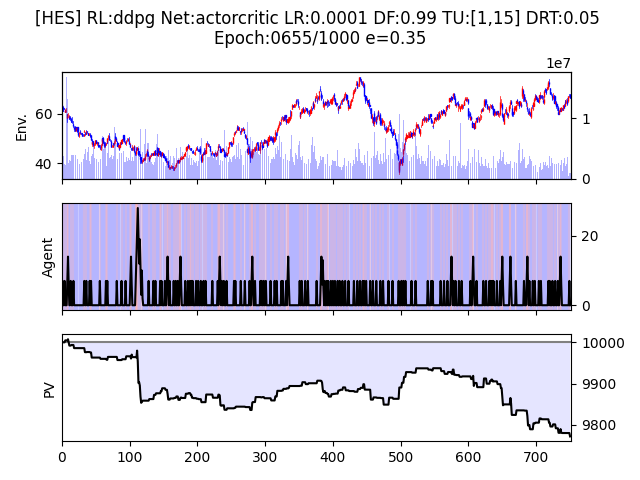 [HES] RL:ddpg Net:actorcritic LR:0.0001 DF:0.99 TU:[1,15] DRT:0.05
Epoch:0655/1000 e=0.35
1e7
Env.
60
40
1
0
Agent
20
0
PV
10000
9900
9800
0 100 200 300 400 500 600 700